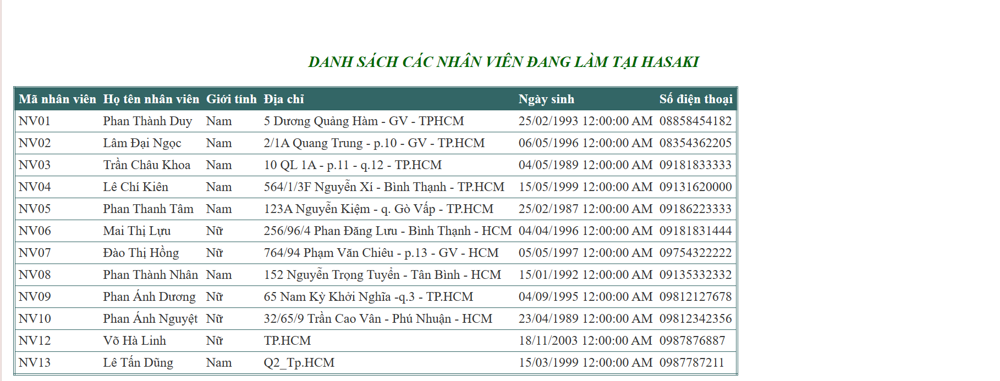 DANH SÁCH CÁC NHÂN VIÊN ĐANG LÀM TẠI HASAKI
Mã nhân viên Họ tên nhân viên Giới tính Địa chỉ Ngày sinh Số điện thoại
NV01 Phan Thành Duy Nam 5 Dương Quảng Hàm - GV - TPHCM 25/02/1993 12:00:00 AM 08858454182
NV02 Lâm Đại Ngọc Nam 2/1A Quang Trung - p.10 - GV - TP.HCM 06/05/1996 12:00:00 AM 08354362205
NV03 Trần Châu Khoa Nam 10 QL 1A - p.11 - q.12 - TP.HCM 04/05/1989 12:00:00 AM 09181833333
NV04 Lê Chí Kiên Nam 564/1/3F Nguyễn Xí - Bình Thạnh - TP.HCM 15/05/1999 12:00:00 AM 09131620000
NV05 Phan Thanh Tâm Nam 123A Nguyễn Kiệm - q. Gò Vấp - TP.HCM 25/02/1987 12:00:00 AM 09186223333
NV06 Mai Thị Lựu Nữ 256/96/4 Phan Đăng Lưu - Bình Thạnh - HCM 04/04/1996 12:00:00 AM 09181831444
NV07 Đào Thị Hồng Nữ 764/94 Phạm Văn Chiêu - p.13 - GV - HCM 05/05/1997 12:00:00 AM 09754322222
NV08 Phan Thành Nhân Nam 152 Nguyễn Trọng Tuyển - Tân Bình - HCM 15/01/1992 12:00:00 AM 09135332332
NV09 Phan Ánh Dương Nữ 65 Nam Kỳ Khởi Nghĩa -q.3 - TP.HCM 04/09/1995 12:00:00 AM 09812127678
NV10 Phan Ánh Nguyệt Nữ 32/65/9 Trần Cao Vân - Phú Nhuận - HCM 23/04/1989 12:00:00 AM 09812342356
NV12 Võ Hà Linh Nữ TP.HCM 18/11/2003 12:00:00 AM 0987876887
NV13 Lê Tấn Dũng Nam Q2_Tp.HCM 15/03/1999 12:00:00 AM 0987787211